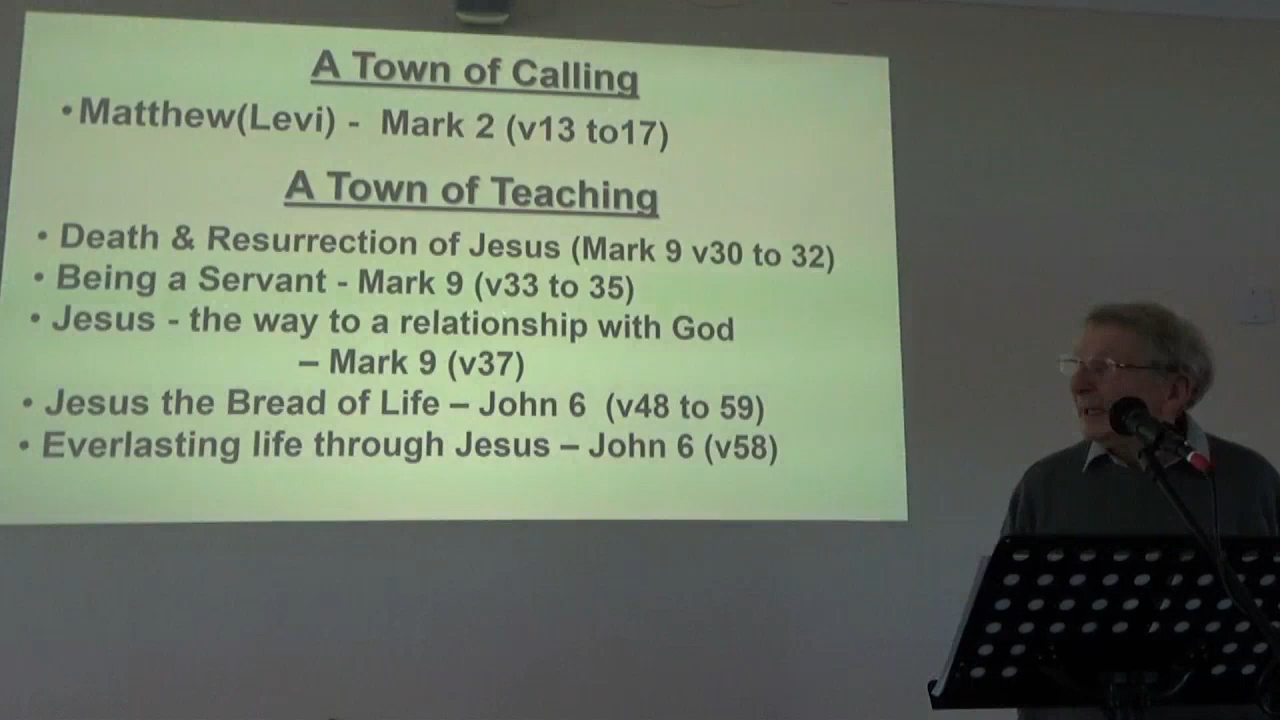 A Town of Calling
•Matthew(Levi) - Mark 2 (v13 to17)
A Town of Teaching
• Death & Resurrection of Jesus (Mark 9 v30 to 32)
• Being a Servant - Mark 9 (v33 to 35)
• Jesus - the way to a relationship with God
– Mark 9 (v37)
• Jesus the Bread of Life – John 6 (v48 to 59)
• Everlasting life through Jesus – John 6 (v58)